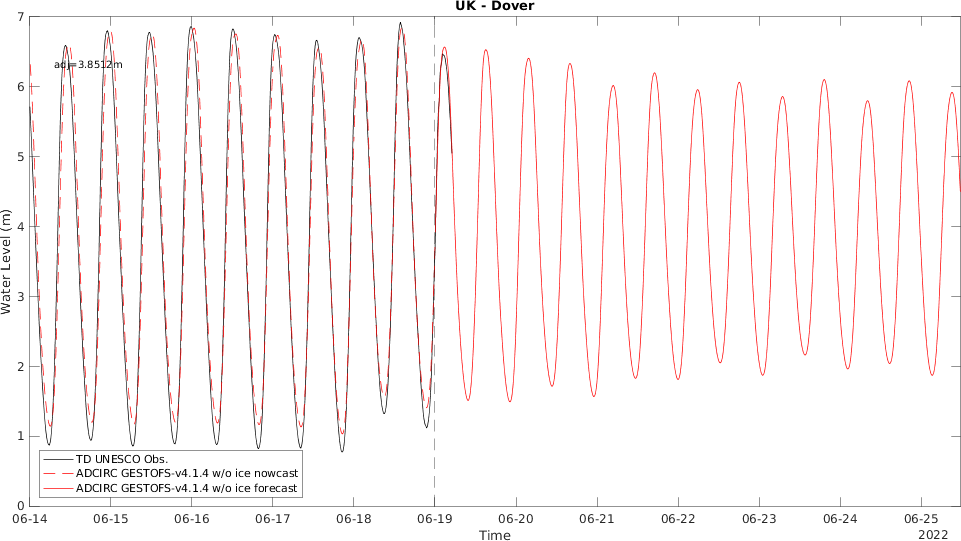 UK - Dover
7
adj=3.8512m
6
5
4
3
2
1
0
Water Level (m)
TD UNESCO Obs.
ADCIRC GESTOFS-v4.1.4 w/o ice nowcast
ADCIRC GESTOFS-v4.1.4 w/o ice forecast
06-14 06-15 06-16 06-17 06-18 06-19 06-20 06-21 06-22 06-23 06-24 06-25
Time
2022